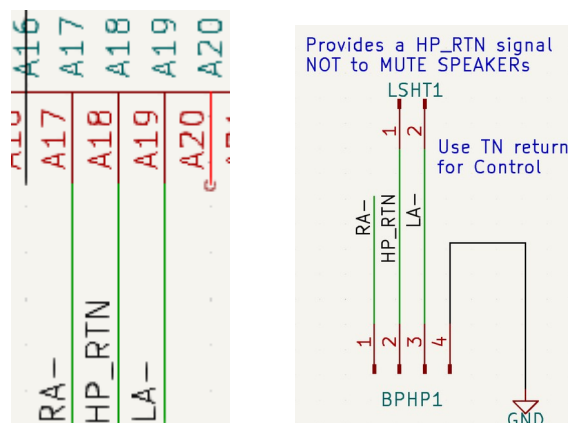 A16
A17
A18
A19
A20
A17
A18
A19
A20
RA-
HP_RTN
LA-
Provides a HP_RTN signal
NOT to MUTE SPEAKERs
LSHT1
1
2
Use TN return
for Control
RA-
HP_RTN
LA-
1
2
3
4
BPHP1
GND